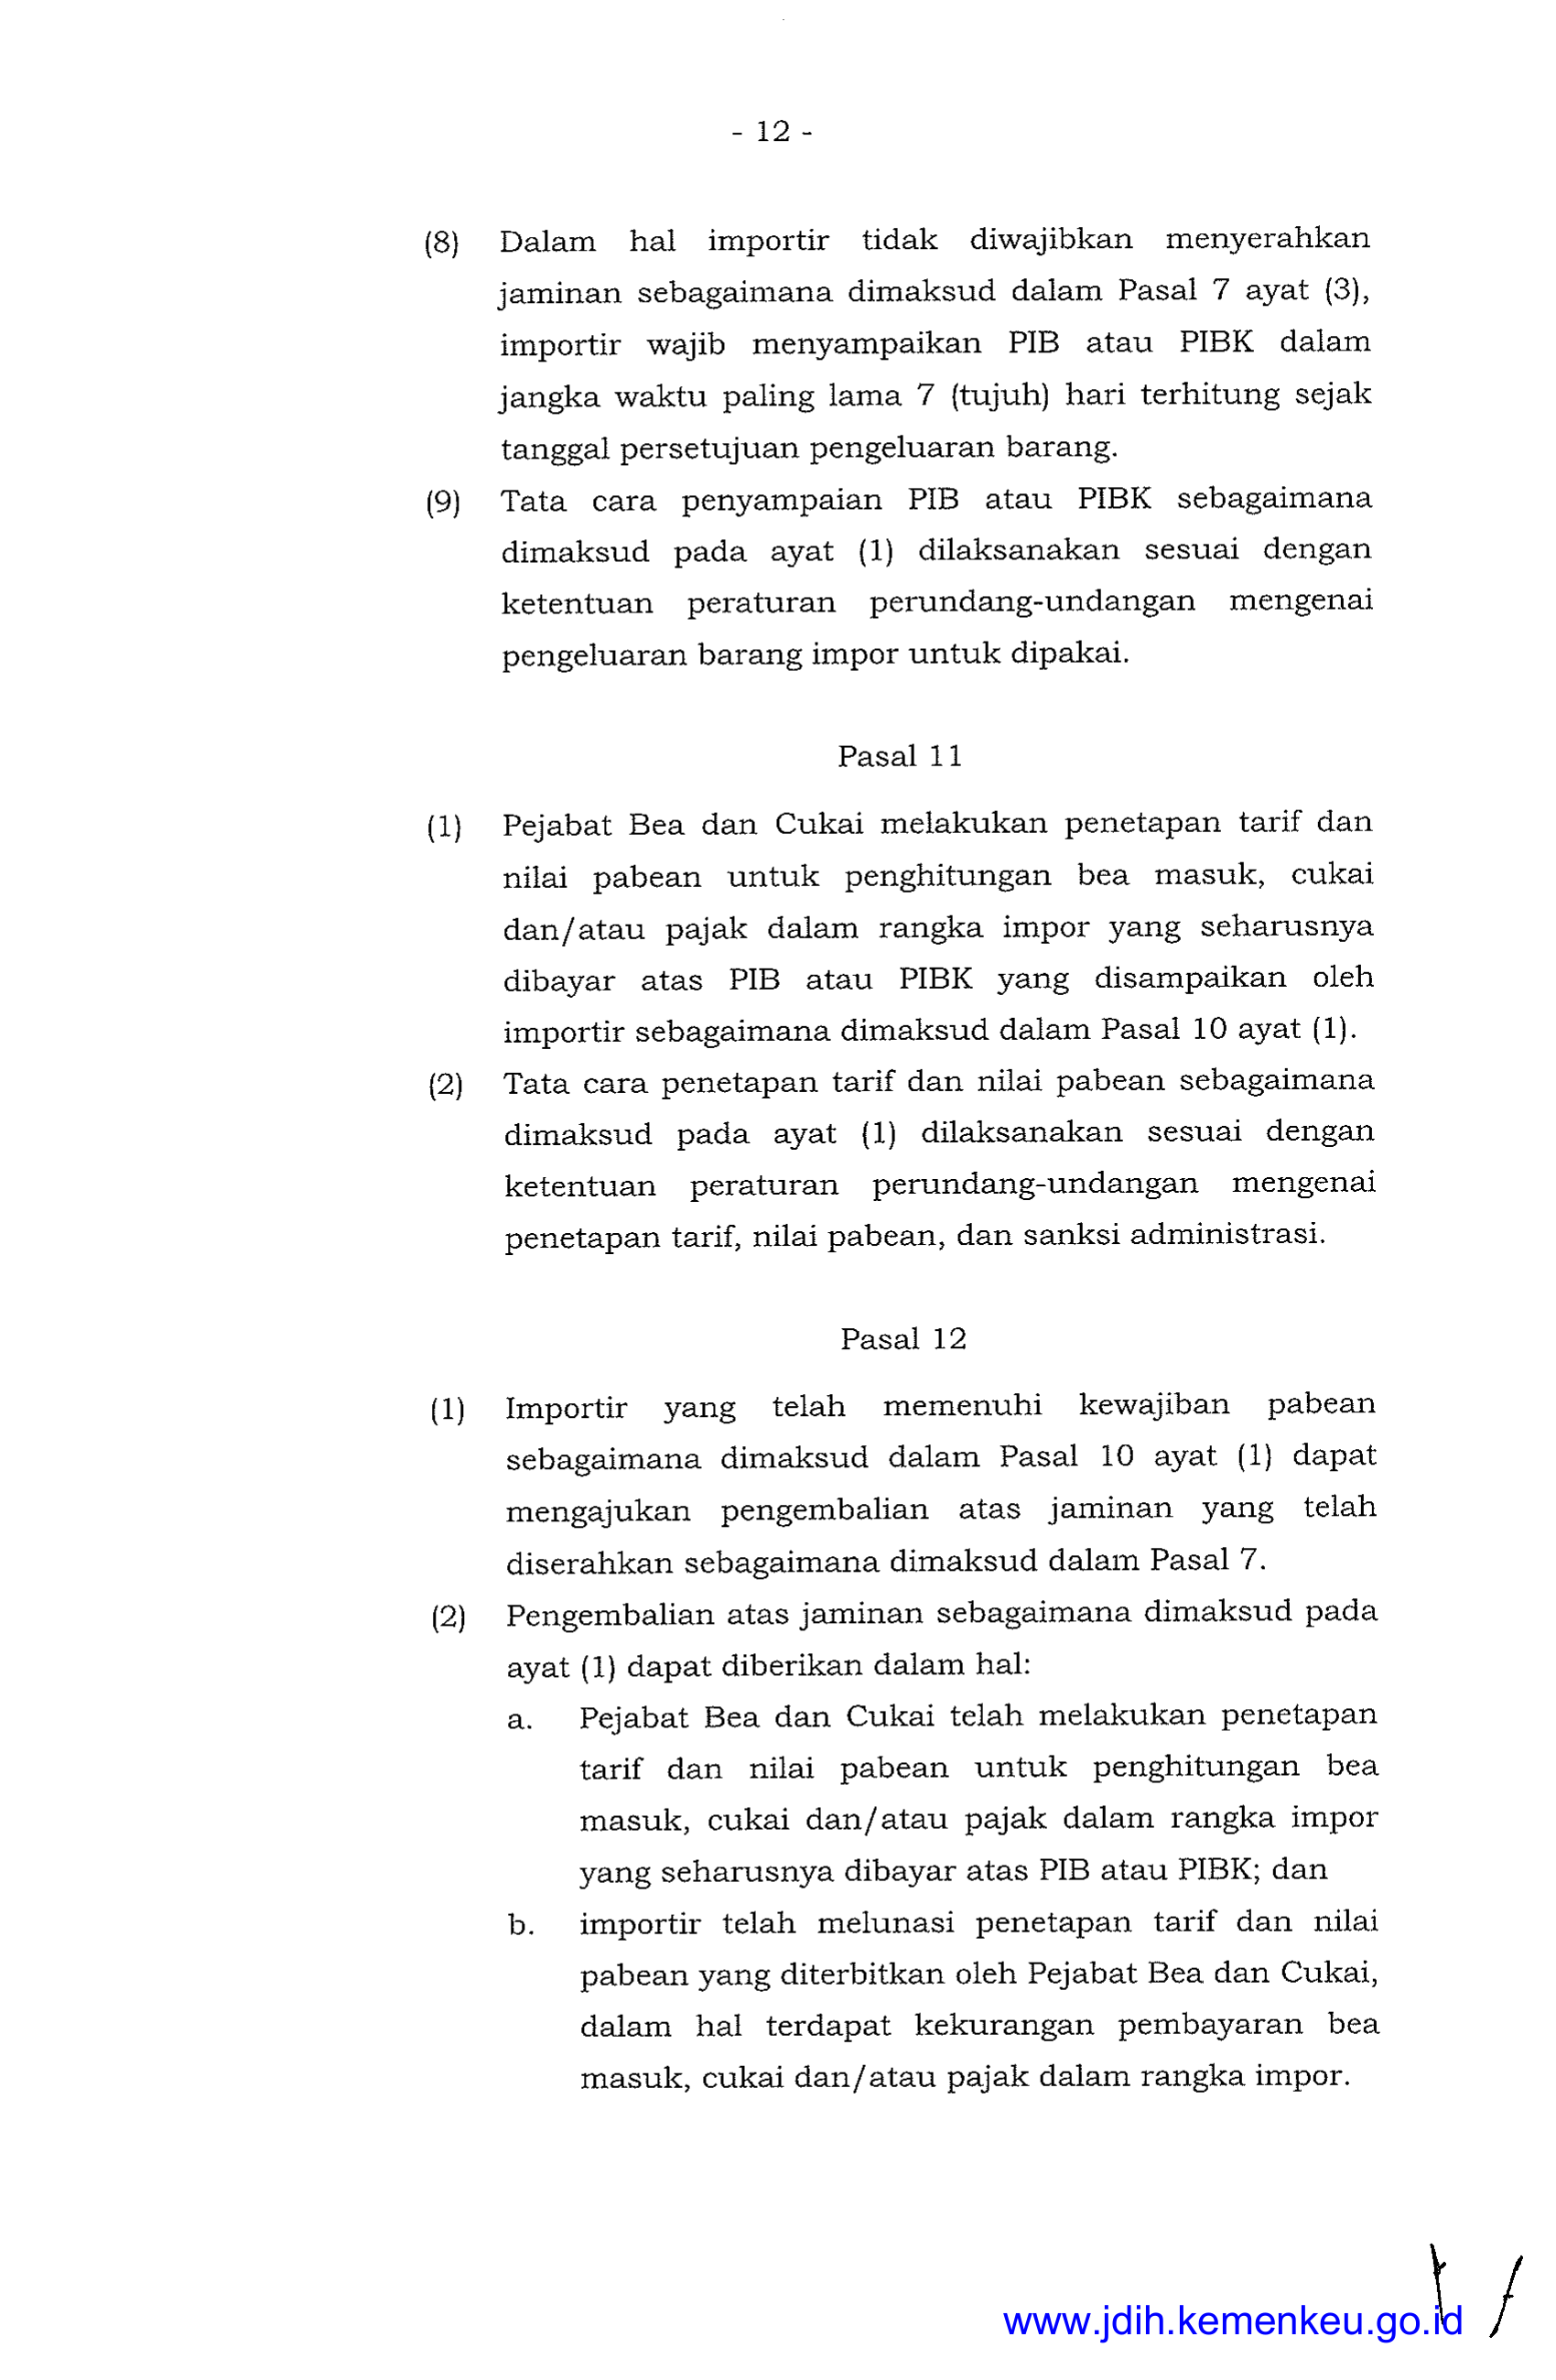 - 12 -
(8) Dalam hal importir tidak diwajibkan menyerahkan
jaminan sebagaimana dimaksud dalam Pasal 7 ayat (3),
importir wajib menyampaikan PIB atau PIBK dalam
jangka waktu paling lama 7 (tujuh) hari terhitung sejak
tanggal persetujuan pengeluaran barang.
(9) Tata cara penyampaian PIB atau PIBK sebagaimana
dimaksud pada ayat (1) dilaksanakan sesuai dengan
ketentuan peraturan perundang-undangan mengenai
pengeluaran barang impor untuk dipakai.
Pasal 11
(1) Pejabat Bea dan Cukai melakukan penetapan tarif dan
nilai pabean untuk penghitungan bea masuk, cukai
dan/atau pajak dalam rangka impor yang seharusnya
dibayar atas PIB atau PIBK yang disampaikan oleh
importir sebagaimana dimaksud dalam Pasal 10 ayat (1).
(2) Tata cara penetapan tarif dan nilai pabean sebagaimana
dimaksud pada ayat (1) dilaksanakan sesuai dengan
ketentuan peraturan perundang-undangan mengenai
penetapan tarif, nilai pabean, dan sanksi administrasi.
Pasal 12
(1) Importir yang telah memenuhi kewajiban pabean
sebagaimana dimaksud dalam Pasal 10 ayat (1) dapat
mengajukan pengembalian atas jaminan yang telah
diserahkan sebagaimana dimaksud dalam Pasal 7.
(2) Pengembalian atas jaminan sebagaimana dimaksud pada
ayat (1) dapat diberikan dalam hal:
a. Pejabat Bea dan Cukai telah melakukan penetapan
tarif dan nilai pabean untuk penghitungan bea
masuk, cukai dan/atau pajak dalam rangka impor
yang seharusnya dibayar atas PIB atau PIBK; dan
b. importir telah melunasi penetapan tarif dan nilai
pabean yang diterbitkan oleh Pejabat Bea dan Cukai,
dalam hal terdapat kekurangan pembayaran bea
masuk, cukai dan/atau pajak dalam rangka impor.
www.jdih.kemenkeu.go.id